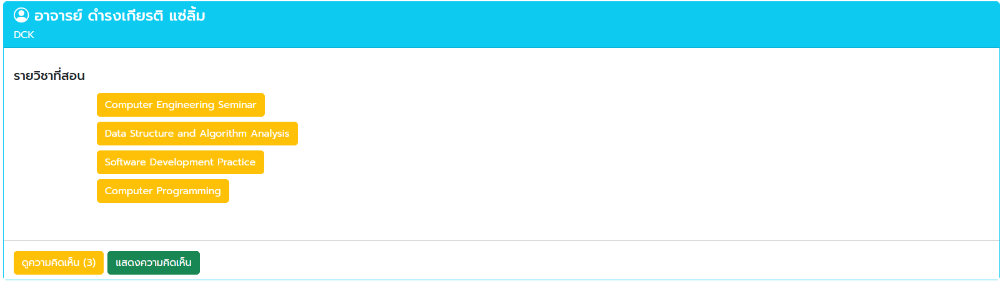 อาจารย์ ดำรงเกียรติ แซ่ลิ้ม
DCK
รายวิชาที่สอน
Computer Engineering Seminar
Data Structure and Algorithm Analysis
Software Development Practice
Computer Programming
ดูความคิดเห็น (3) แสดงความคิดเห็น